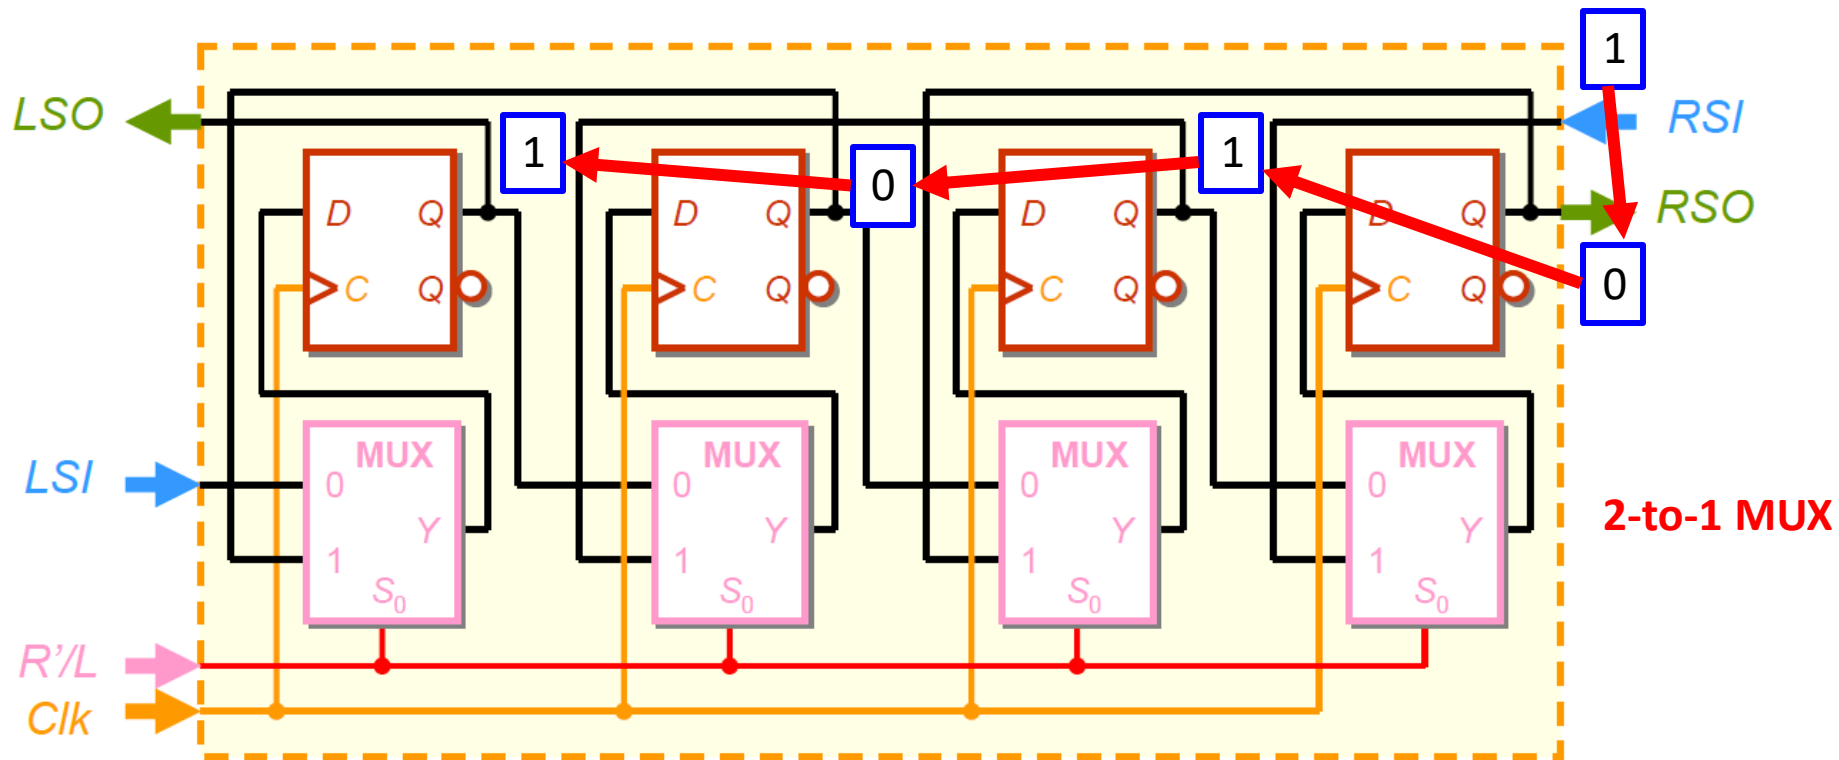 1
LSO
1
0
1
RSI
D Q
D Q
D Q
D Q
RSO
C Q
C Q
C Q
C Q
0
MUX
MUX
MUX
MUX
LSI
0
0
0
0
Y
Y
Y
Y
2-to-1 MUX
1
1
1
1
S0
S0
S0
S0
R’/L
Clk